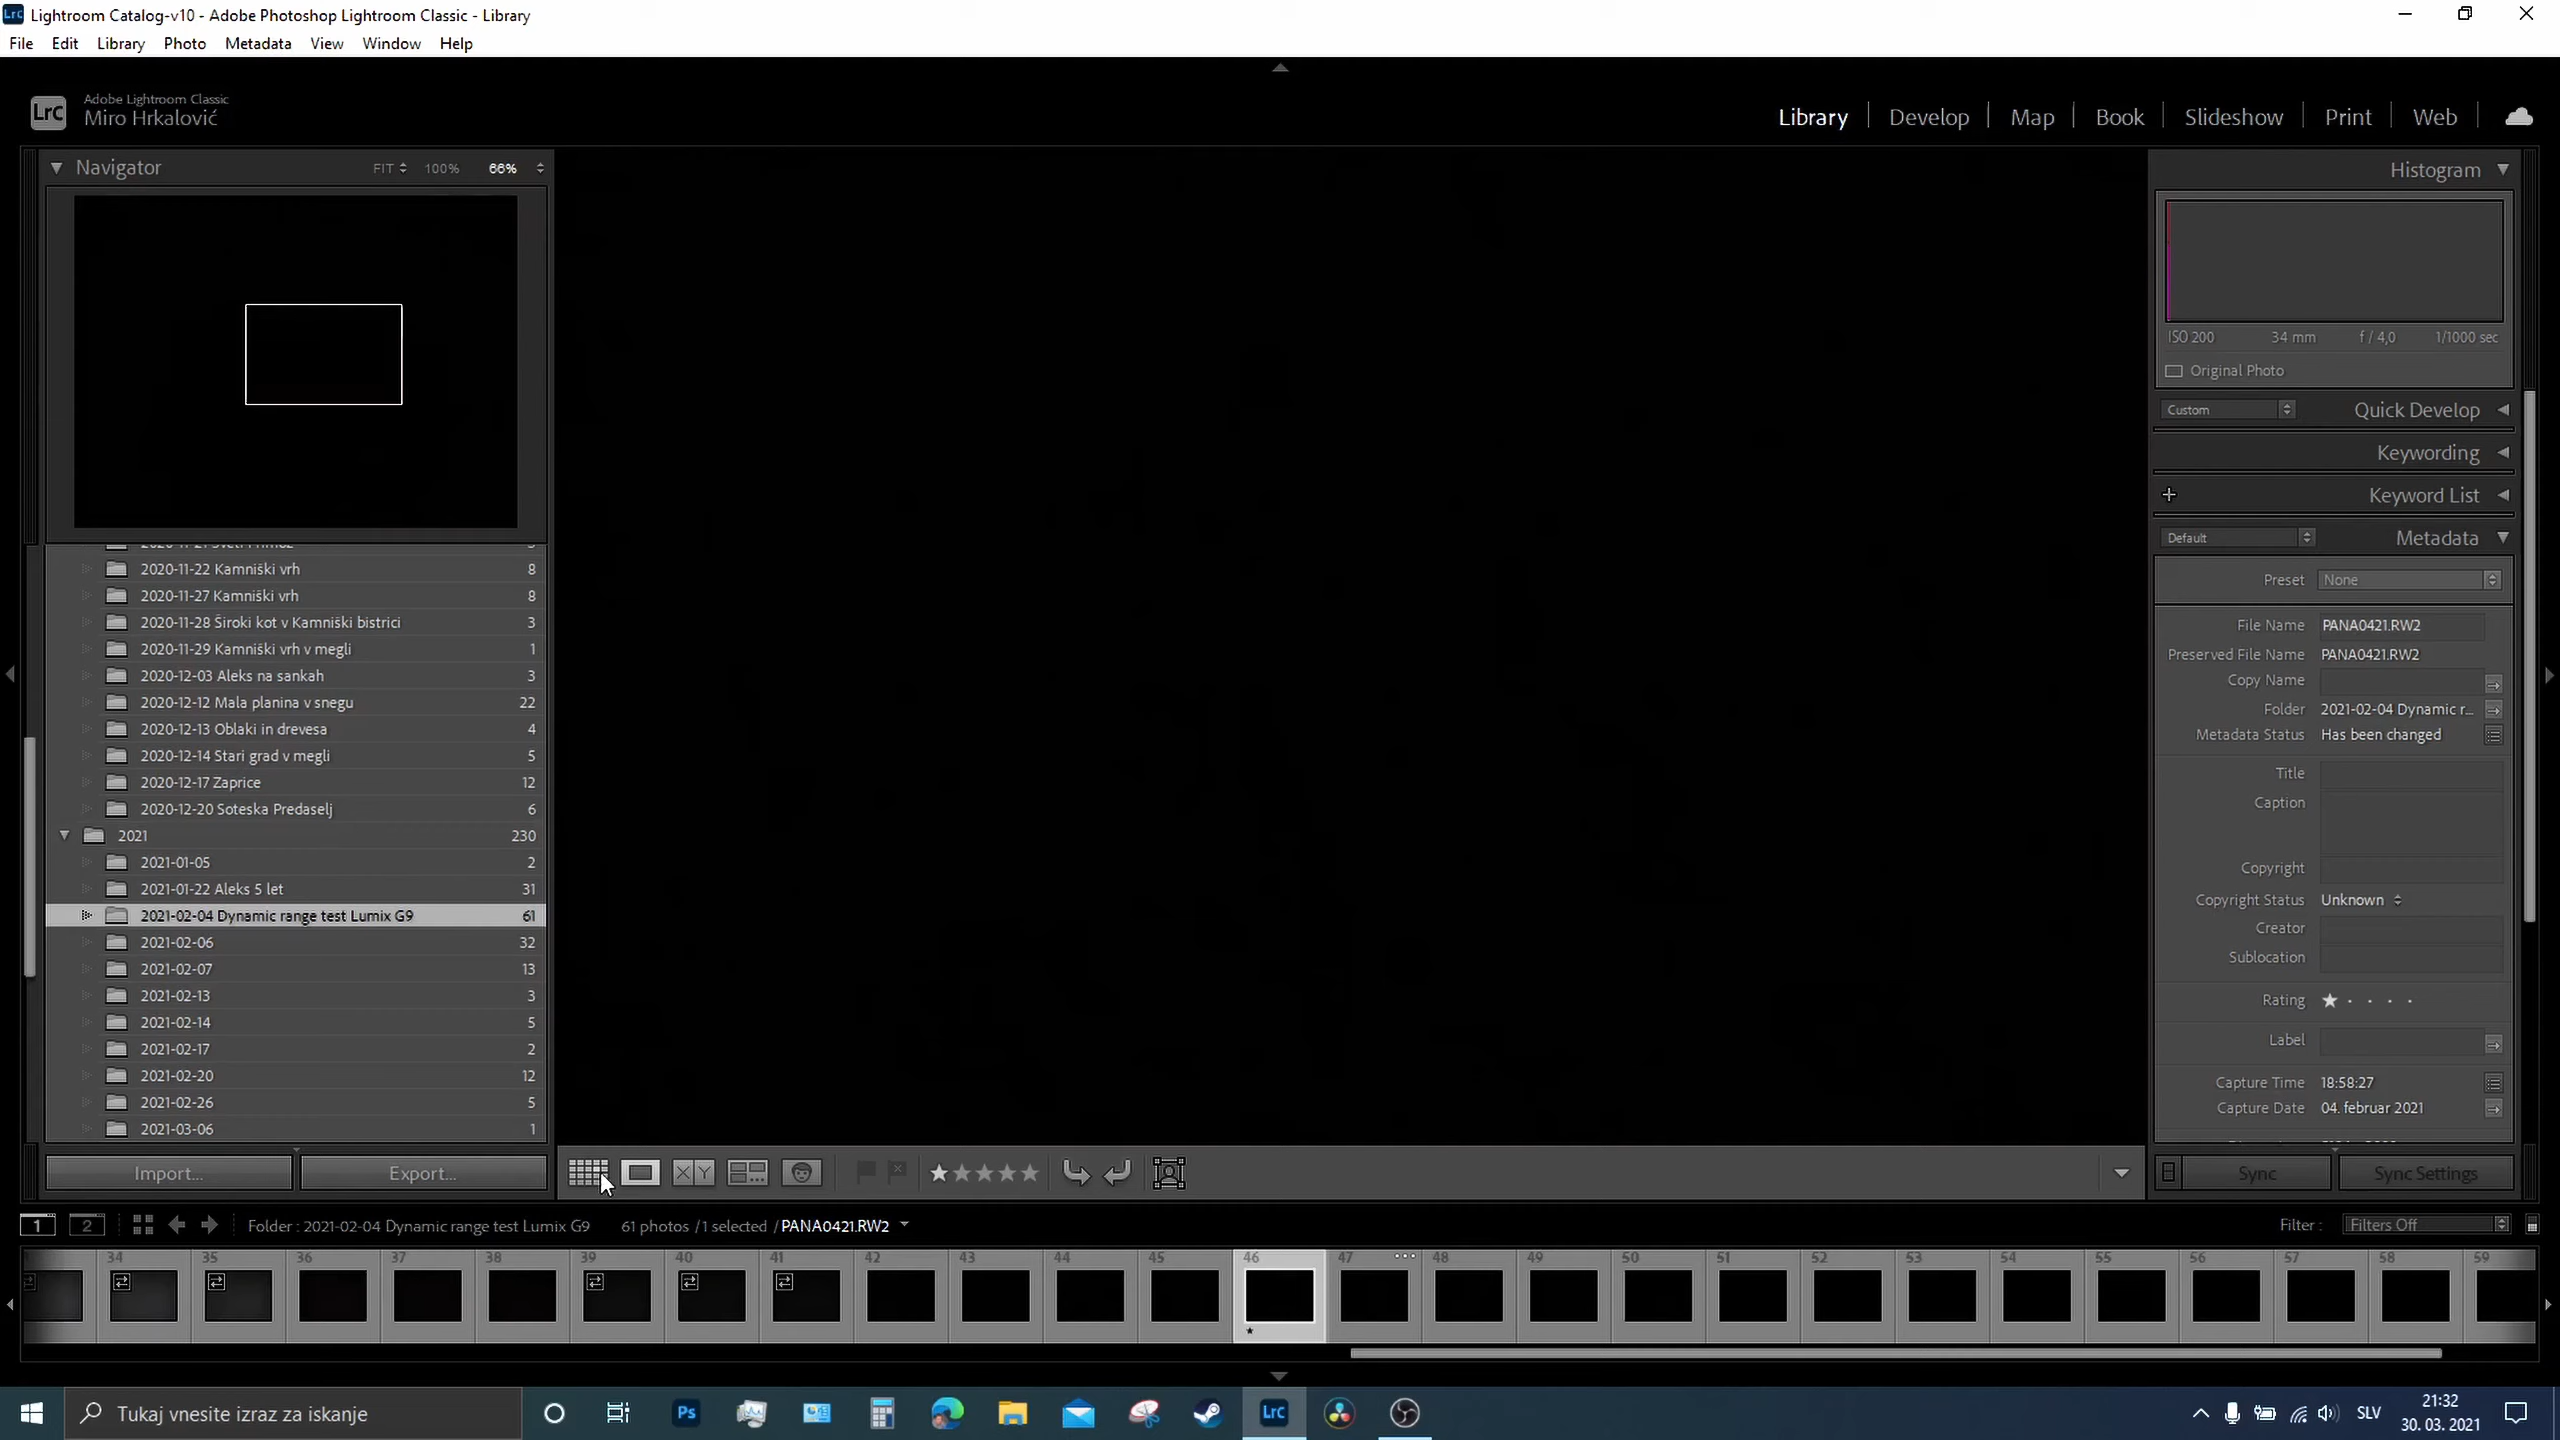 Lightroom Catalog-v10 - Adobe Photoshop Lightroom Classic - Library
File Edit Library Photo Metadata View Window Help
LrC
Adobe Lightroom Classic
Miro Hrkalović
Library Develop Map Book Slideshow Print Web
Navigator FIT 100% 66%
2020-11-22 Kamniški vrh 8
2020-11-27 Kamniški vrh 8
2020-11-28 Široki kot v Kamniški bistrici 3
2020-11-29 Kamniški vrh v megli 1
2020-12-03 Aleks na sankah 3
2020-12-12 Mala planina v snegu 22
2020-12-13 Oblaki in drevesa 4
2020-12-14 Stari grad v megli 5
2020-12-17 Zaprice 12
2020-12-20 Soteska Predaselj 6
2021 230
2021-01-05 2
2021-01-22 Aleks 5 let 31
2021-02-04 Dynamic range test Lumix G9 61
2021-02-06 32
2021-02-07 13
2021-02-13 3
2021-02-14 5
2021-02-17 2
2021-02-20 12
2021-02-26 5
2021-03-06 1
Import... Export...
X Y
Histogram
ISO 200 34 mm f / 4,0 1/1000 sec
Original Photo
Custom Quick Develop
Keywording
Keyword List
Default Metadata
Preset None
File Name PANA0421.RW2
Preserved File Name PANA0421.RW2
Copy Name
Folder 2021-02-04 Dynamic r...
Metadata Status Has been changed
Title
Caption
Copyright
Copyright Status Unknown
Creator
Sublocation
Rating
Label
Capture Time 18:58:27
Capture Date 04. februar 2021
Sync Sync Settings
1 2 Folder : 2021-02-04 Dynamic range test Lumix G9 61 photos / 1 selected / PANA0421.RW2
Filter : Filters Off
34 35 36 37 38 39 40 41 42 43 44 45 46 47 48 49 50 51 52 53 54 55 56 57 58 59
Tukaj vnesite izraz za iskanje
Ps
LrC
SLV
21:32
30. 03. 2021